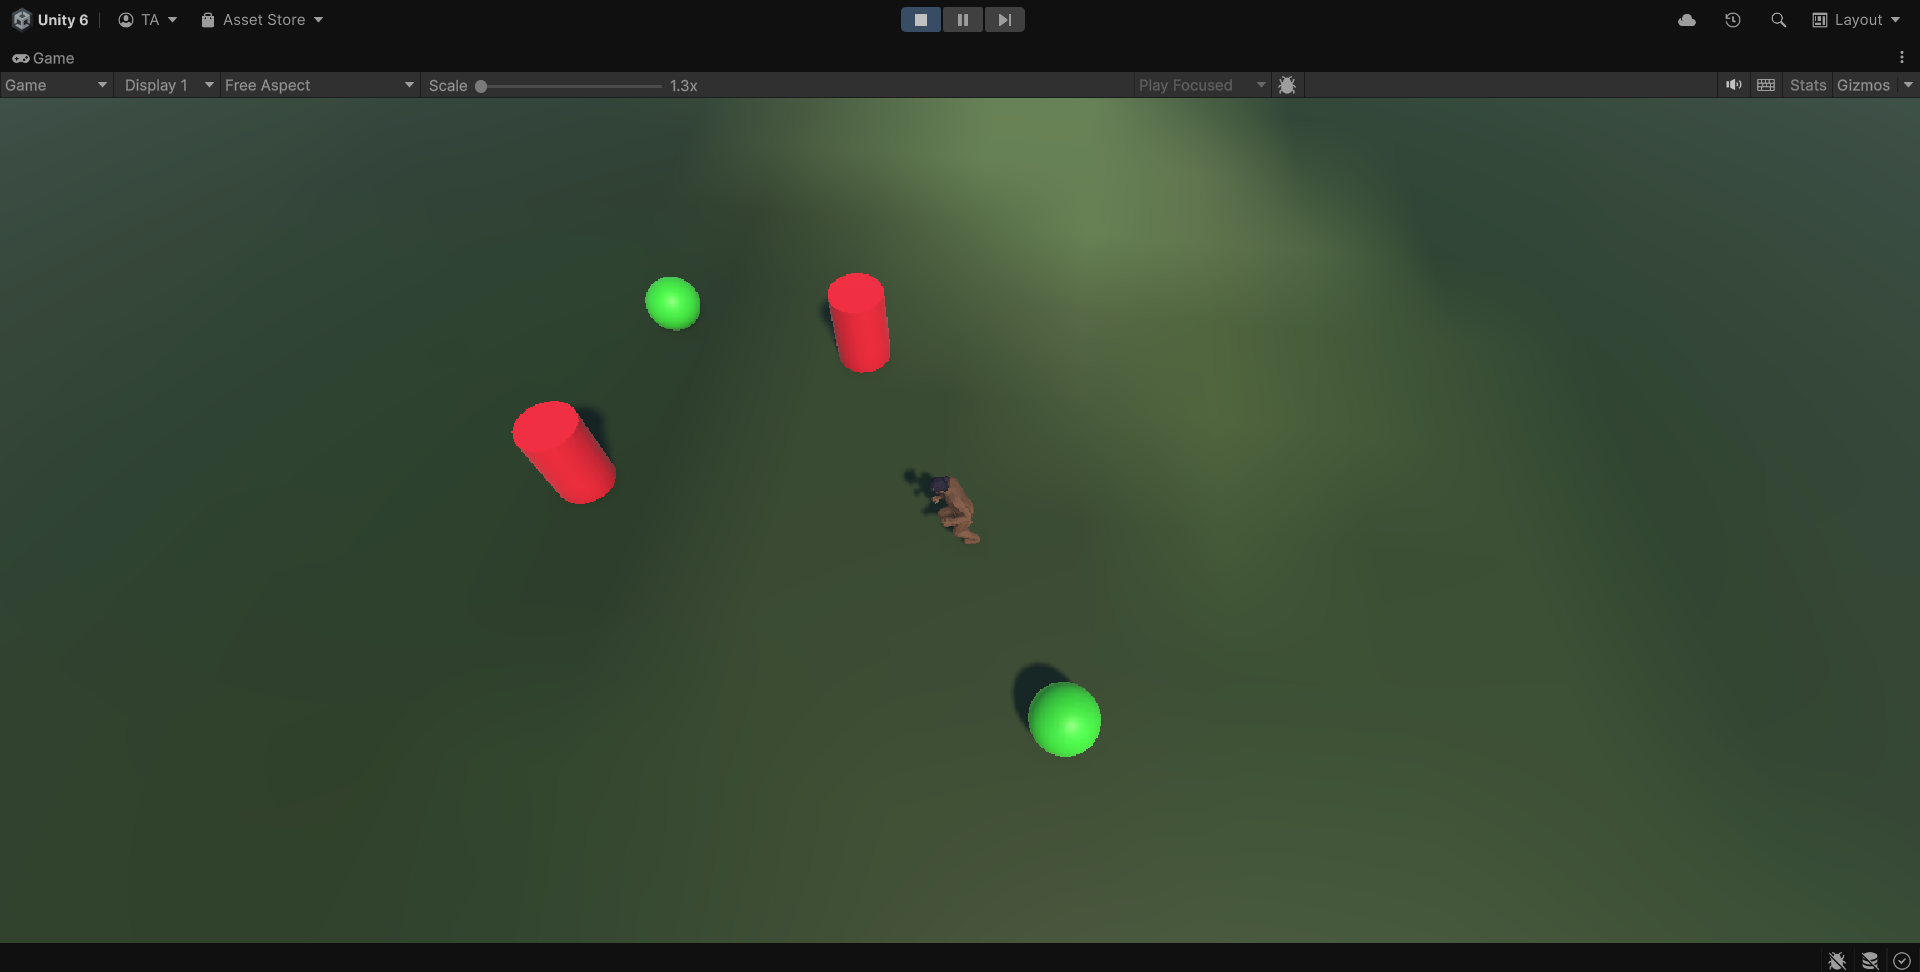 Unity 6 TA Asset Store Layout
Game
Game Display 1 Free Aspect Scale 1.3x Play Focused Stats Gizmos